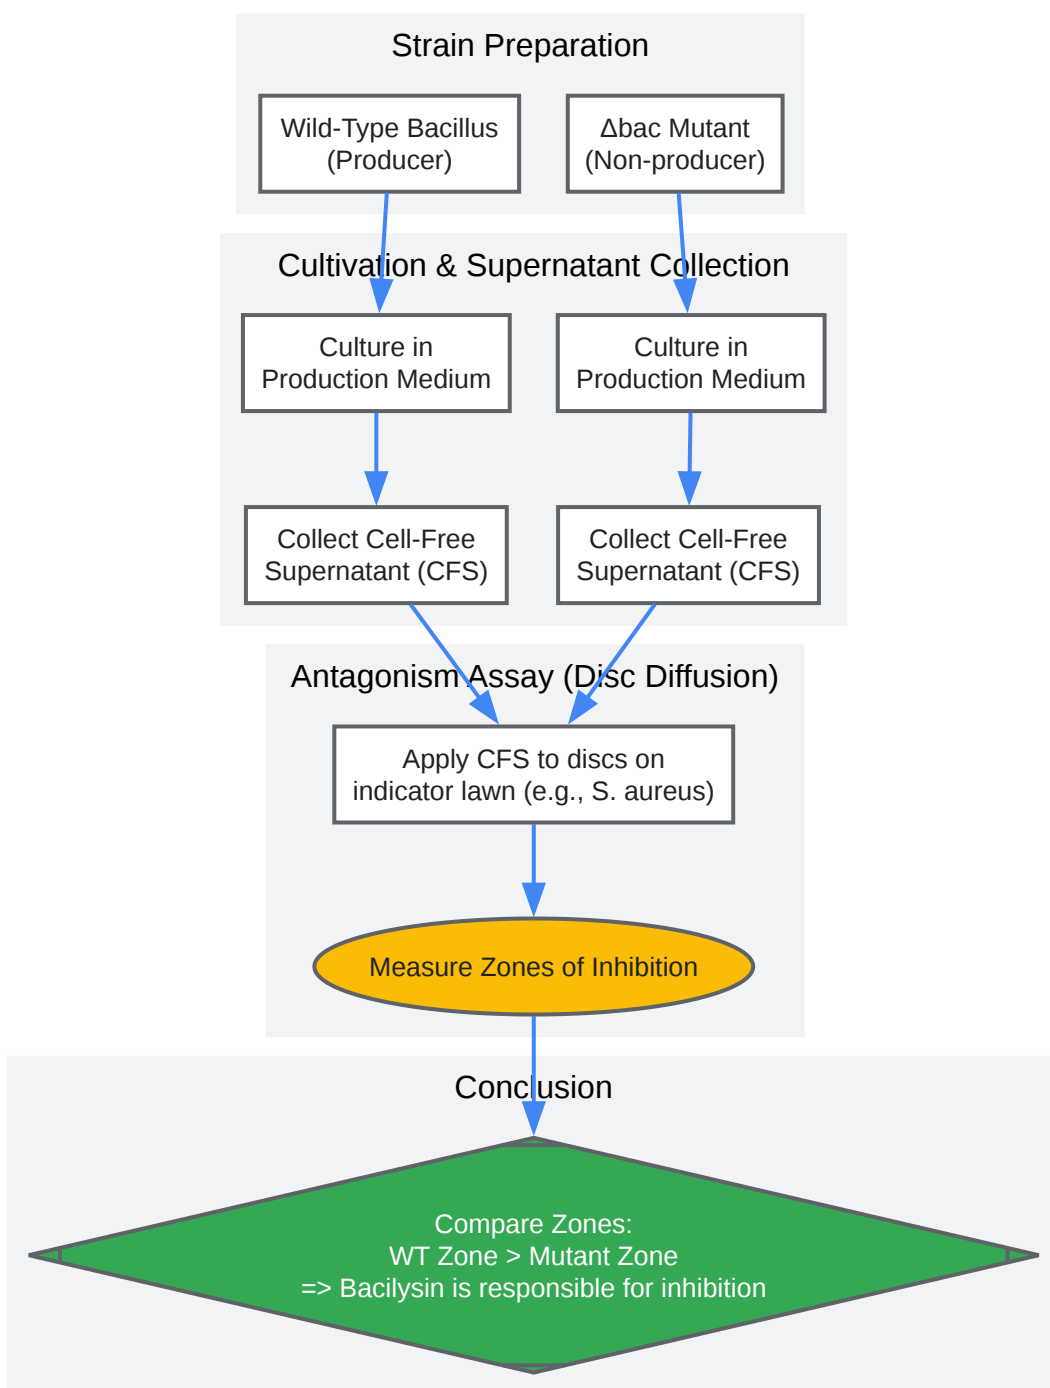 Strain Preparation
Wild-Type Bacillus
(Producer)
Δbac Mutant
(Non-producer)
Cultivation & Supernatant Collection
Culture in
Production Medium
Culture in
Production Medium
Collect Cell-Free
Supernatant (CFS)
Collect Cell-Free
Supernatant (CFS)
Antagonism Assay (Disc Diffusion)
Apply CFS to discs on
indicator lawn (e.g., S. aureus)
Measure Zones of Inhibition
Conclusion
Compare Zones:
WT Zone > Mutant Zone
=> Bacilysin is responsible for inhibition